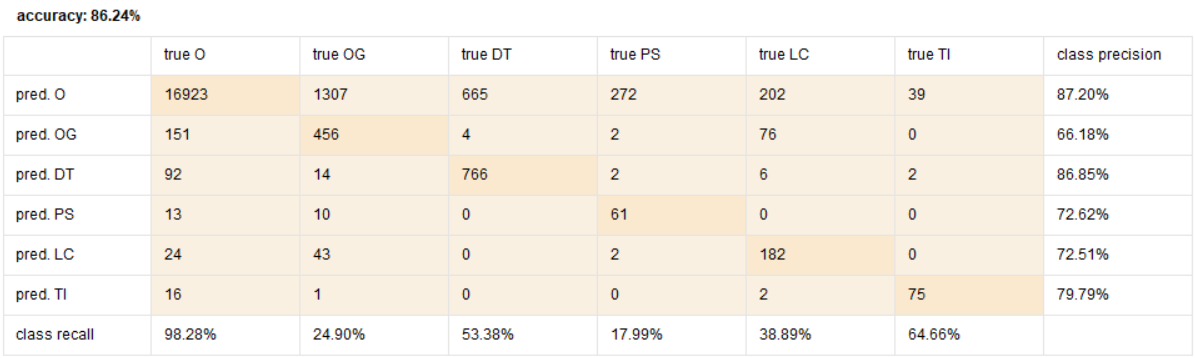 accuracy: 86.24%
true O true OG true DT true PS true LC true TI class precision
pred. O 16923 1307 665 272 202 39 87.20%
pred. OG 151 456 4 2 76 0 66.18%
pred. DT 92 14 766 2 6 2 86.85%
pred. PS 13 10 0 61 0 0 72.62%
pred. LC 24 43 0 2 182 0 72.51%
pred. TI 16 1 0 0 2 75 79.79%
class recall 98.28% 24.90% 53.38% 17.99% 38.89% 64.66%